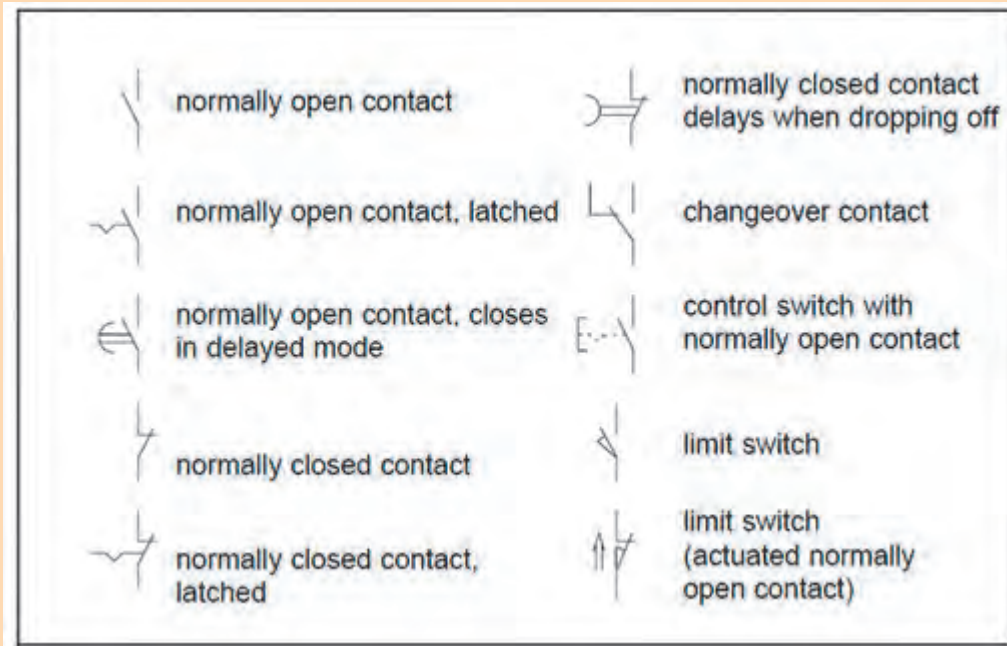 normally open contact
normally open contact, latched
normally open contact, closes
in delayed mode
normally closed contact
normally closed contact,
latched
normally closed contact
delays when dropping off
changeover contact
control switch with
normally open contact
limit switch
limit switch
(actuated normally
open contact)